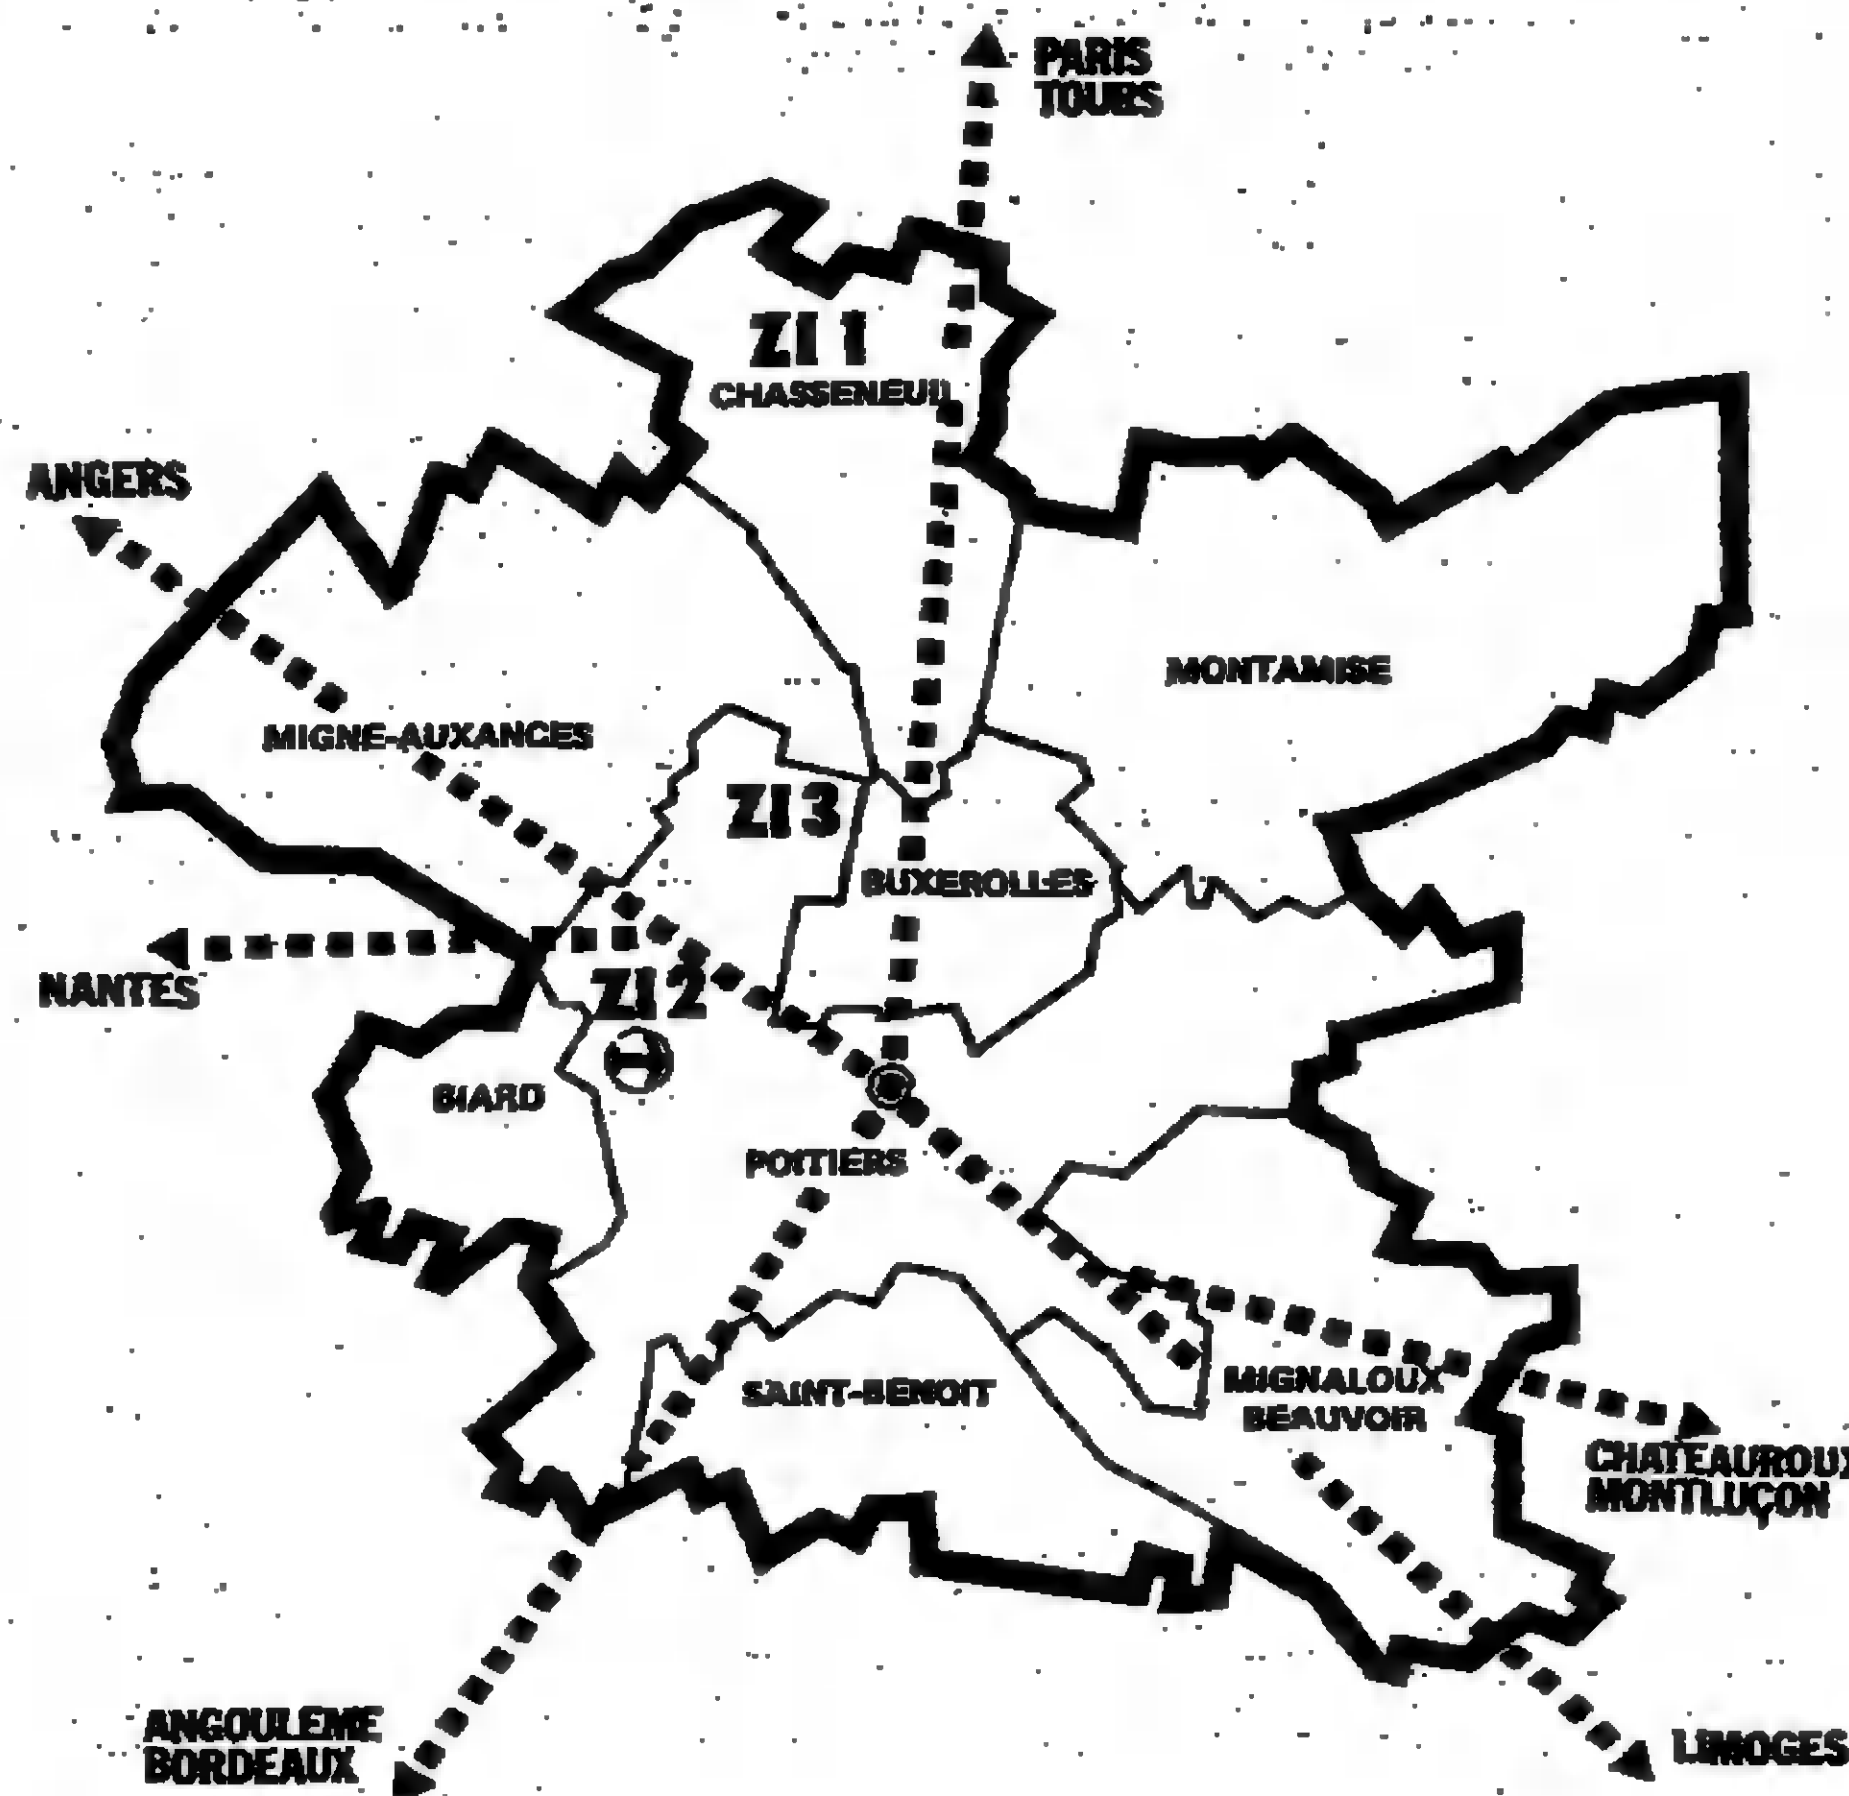 PARIS
TOURS
ZI 1
CHASSENEUIL
ANGERS
MONTAMISE
MIGNE-AUXANCES
ZI 3
BUXEROLLES
NANTES
ZI 2
BIARD
POITIERS
SAINT-BENOIT
MIGNALOUX
BEAUVOIR
CHATEAUROUX
MONTLUÇON
ANGOULEME
BORDEAUX
LIMOGES